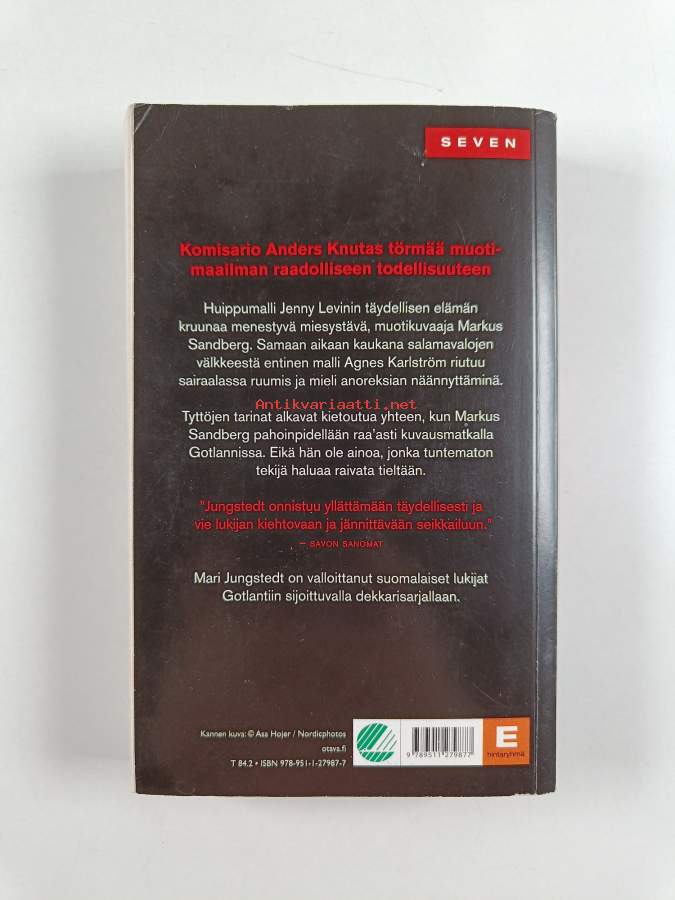 SEVEN
Komisario Anders Knutas törmää muoti-
maailman raadolliseen todellisuuteen
Huippumalli Jenny Levinin täydellisen elämän
kruunaa menestyvä miesystävä, muotikuvaaja Markus
Sandberg. Samaan aikaan kaukana salamavalojen
välkkeestä entinen malli Agnes Karlström riutuu
sairaalassa ruumis ja mieli anoreksian näännyttäminä.
Antikvariaatti.net
Tyttöjen tarinat alkavat kietoutua yhteen, kun Markus
Sandberg pahoinpidellään raa'asti kuvausmatkalla
Gotlannissa. Eikä hän ole ainoa, jonka tuntematon
tekijä haluaa raivata tieltään.
"Jungstedt onnistuu yllättämään täydellisesti ja
vie lukijan kiehtovaan ja jännittävään seikkailuun."
– SAVON SANOMAT
Mari Jungstedt on valloittanut suomalaiset lukijat
Gotlantiin sijoittuvalla dekkarisarjallaan.
Kannen kuva: © Asa Hojer / Nordicphotos
otava.fi
T 84.2 • ISBN 978-951-1-27987-7
9 789511 279877
E
hintaryhmä